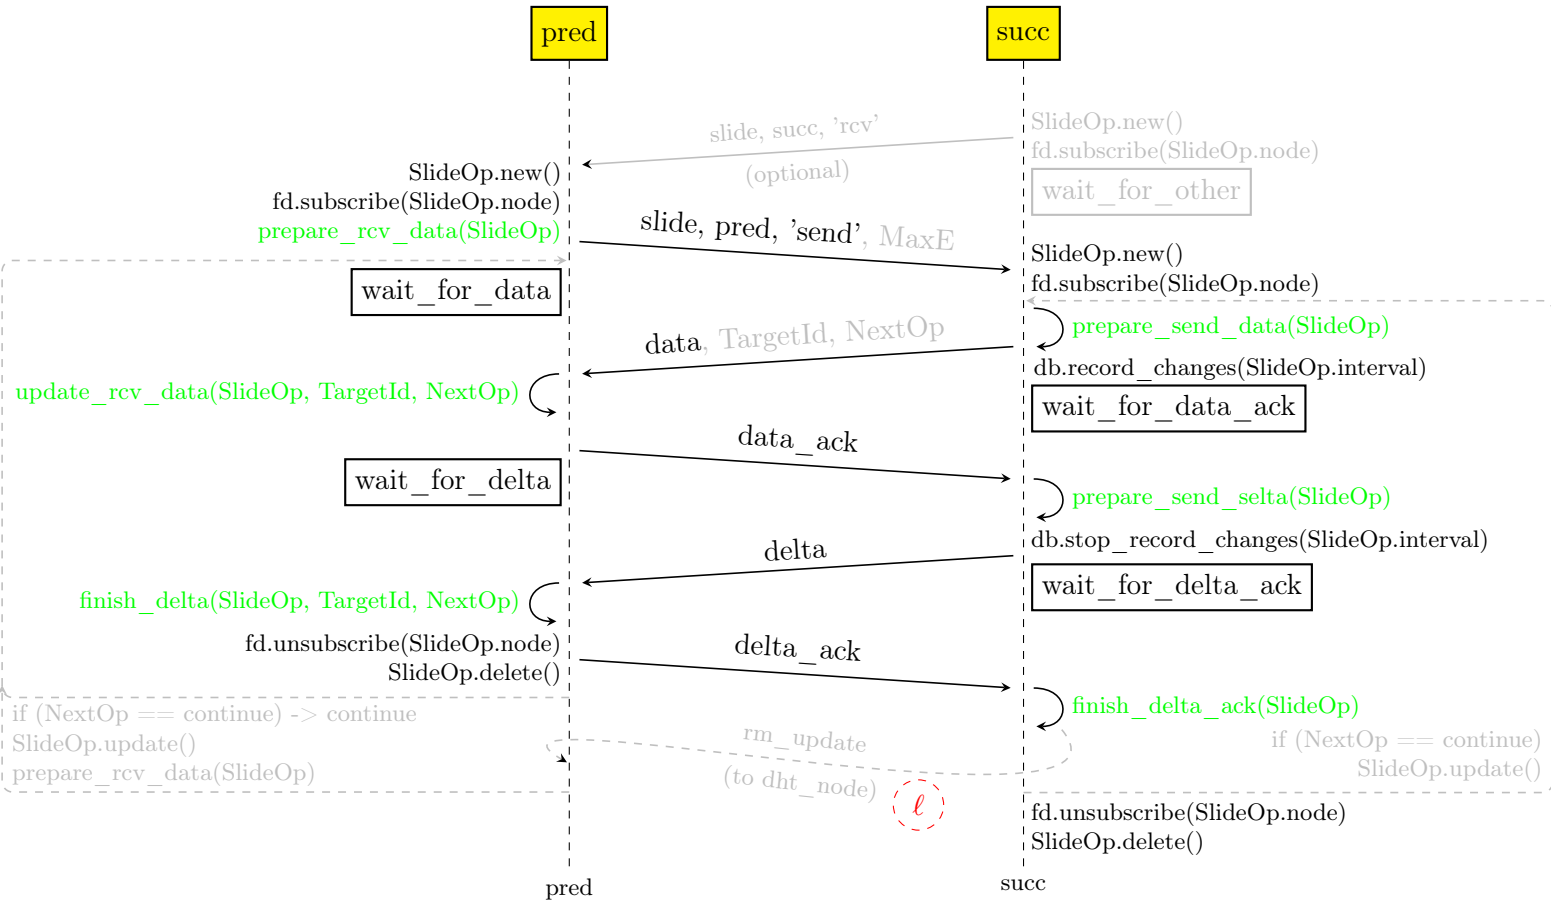 pred
succ
slide, succ, 'rcv'
(optional)
SlideOp.new()
fd.subscribe(SlideOp.node)
wait_for_other
SlideOp.new()
fd.subscribe(SlideOp.node)
prepare_rcv_data(SlideOp)
slide, pred, 'send', MaxE
SlideOp.new()
fd.subscribe(SlideOp.node)
wait_for_data
prepare_send_data(SlideOp)
data, TargetId, NextOp
db.record_changes(SlideOp.interval)
update_rcv_data(SlideOp, TargetId, NextOp)
wait_for_data_ack
data_ack
wait_for_delta
prepare_send_selta(SlideOp)
db.stop_record_changes(SlideOp.interval)
delta
wait_for_delta_ack
finish_delta(SlideOp, TargetId, NextOp)
fd.unsubscribe(SlideOp.node)
SlideOp.delete()
delta_ack
finish_delta_ack(SlideOp)
if (NextOp == continue) -> continue
SlideOp.update()
prepare_rcv_data(SlideOp)
rm_update
(to dht_node)
ℓ
if (NextOp == continue)
SlideOp.update()
fd.unsubscribe(SlideOp.node)
SlideOp.delete()
pred
succ